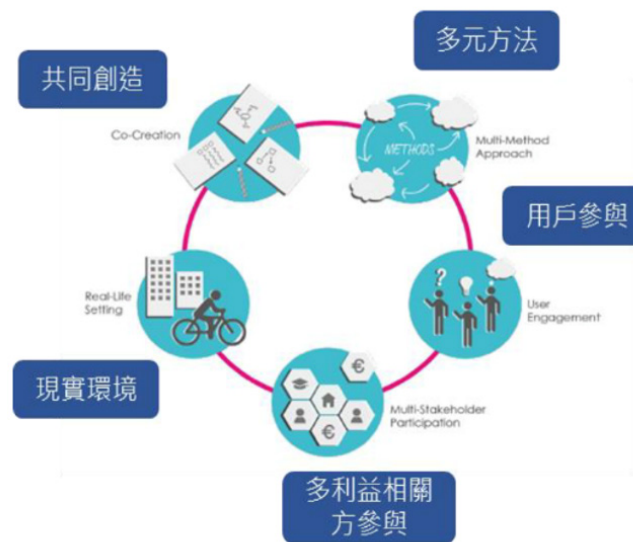 多元方法
共同創造
Co-Creation
METHODS
Multi-Method
Approach
用戶參與
?
Real-Life
Setting
User
Engagement
現實環境
€
€
Multi-Stakeholder
Participation
多利益相關
方參與